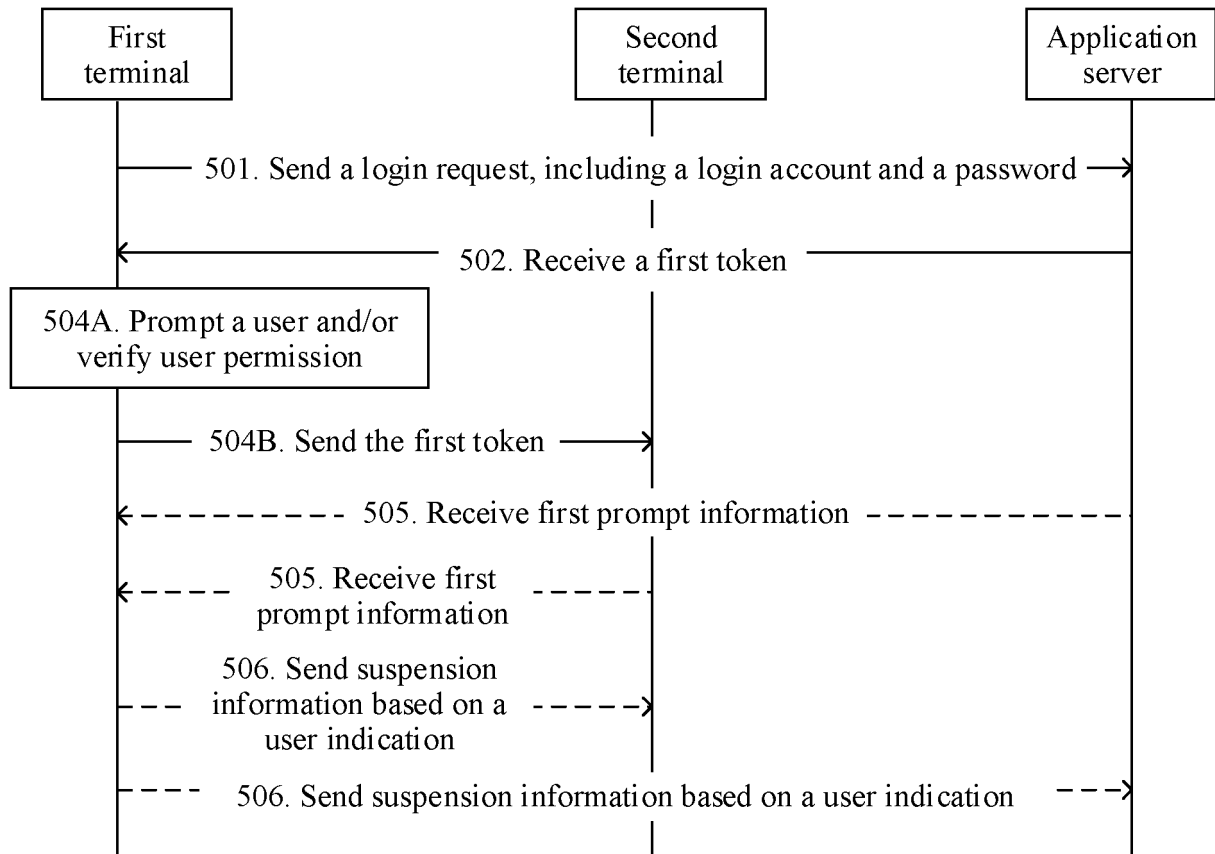 First
terminal
Second
terminal
Application
server
501. Send a login request, including a login account and a password
502. Receive a first token
504A. Prompt a user and/or
verify user permission
504B. Send the first token
505. Receive first prompt information
505. Receive first
prompt information
506. Send suspension
information based on a
user indication
506. Send suspension information based on a user indication